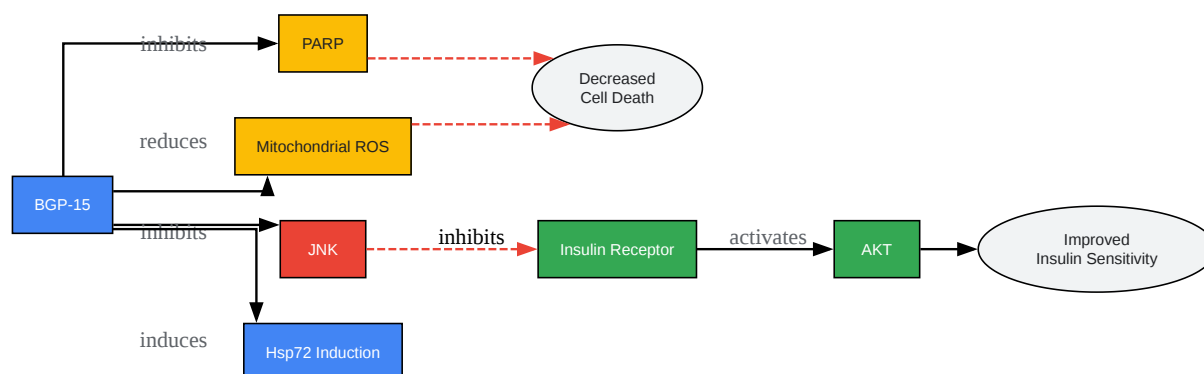 inhibits
PARP
Decreased
Cell Death
reduces
Mitochondrial ROS
BGP-15
inhibits
JNK
inhibits
Insulin Receptor
activates
AKT
Improved
Insulin Sensitivity
induces
Hsp72 Induction